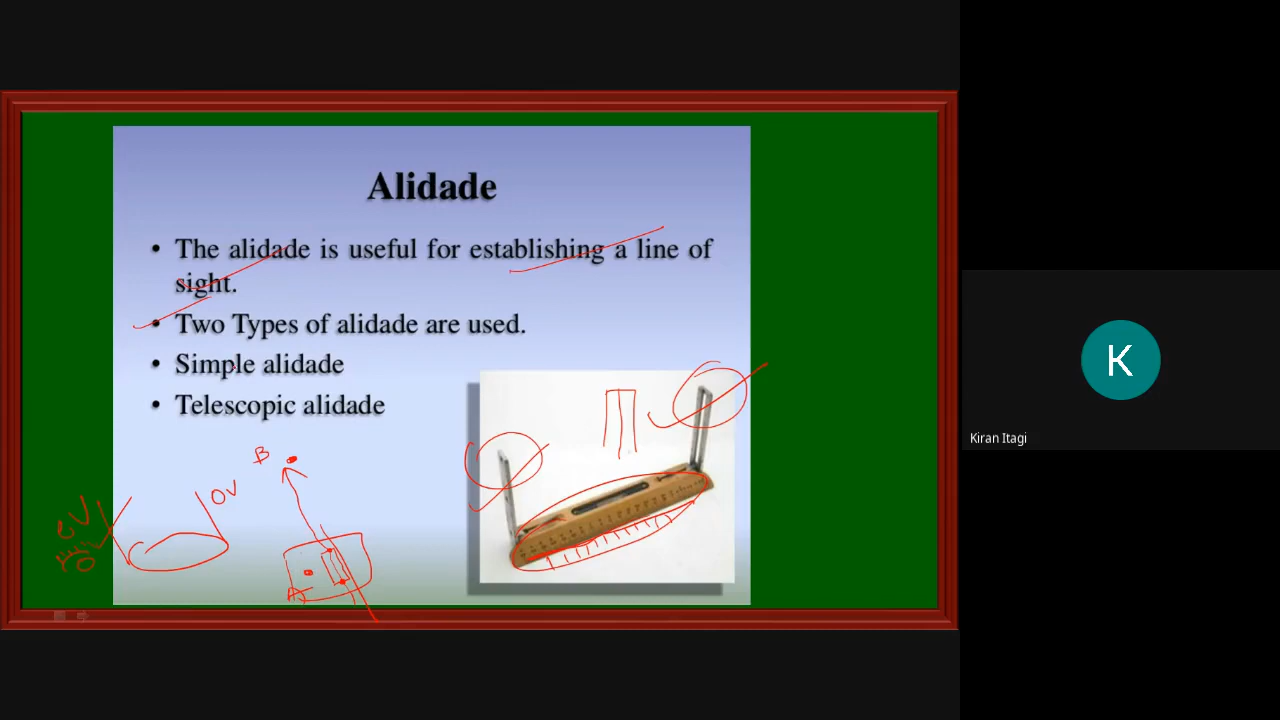 Alidade
• The alidade is useful for establishing a line of
sight.
• Two Types of alidade are used.
• Simple alidade
• Telescopic alidade
B
OV
A
K
Kiran Itagi